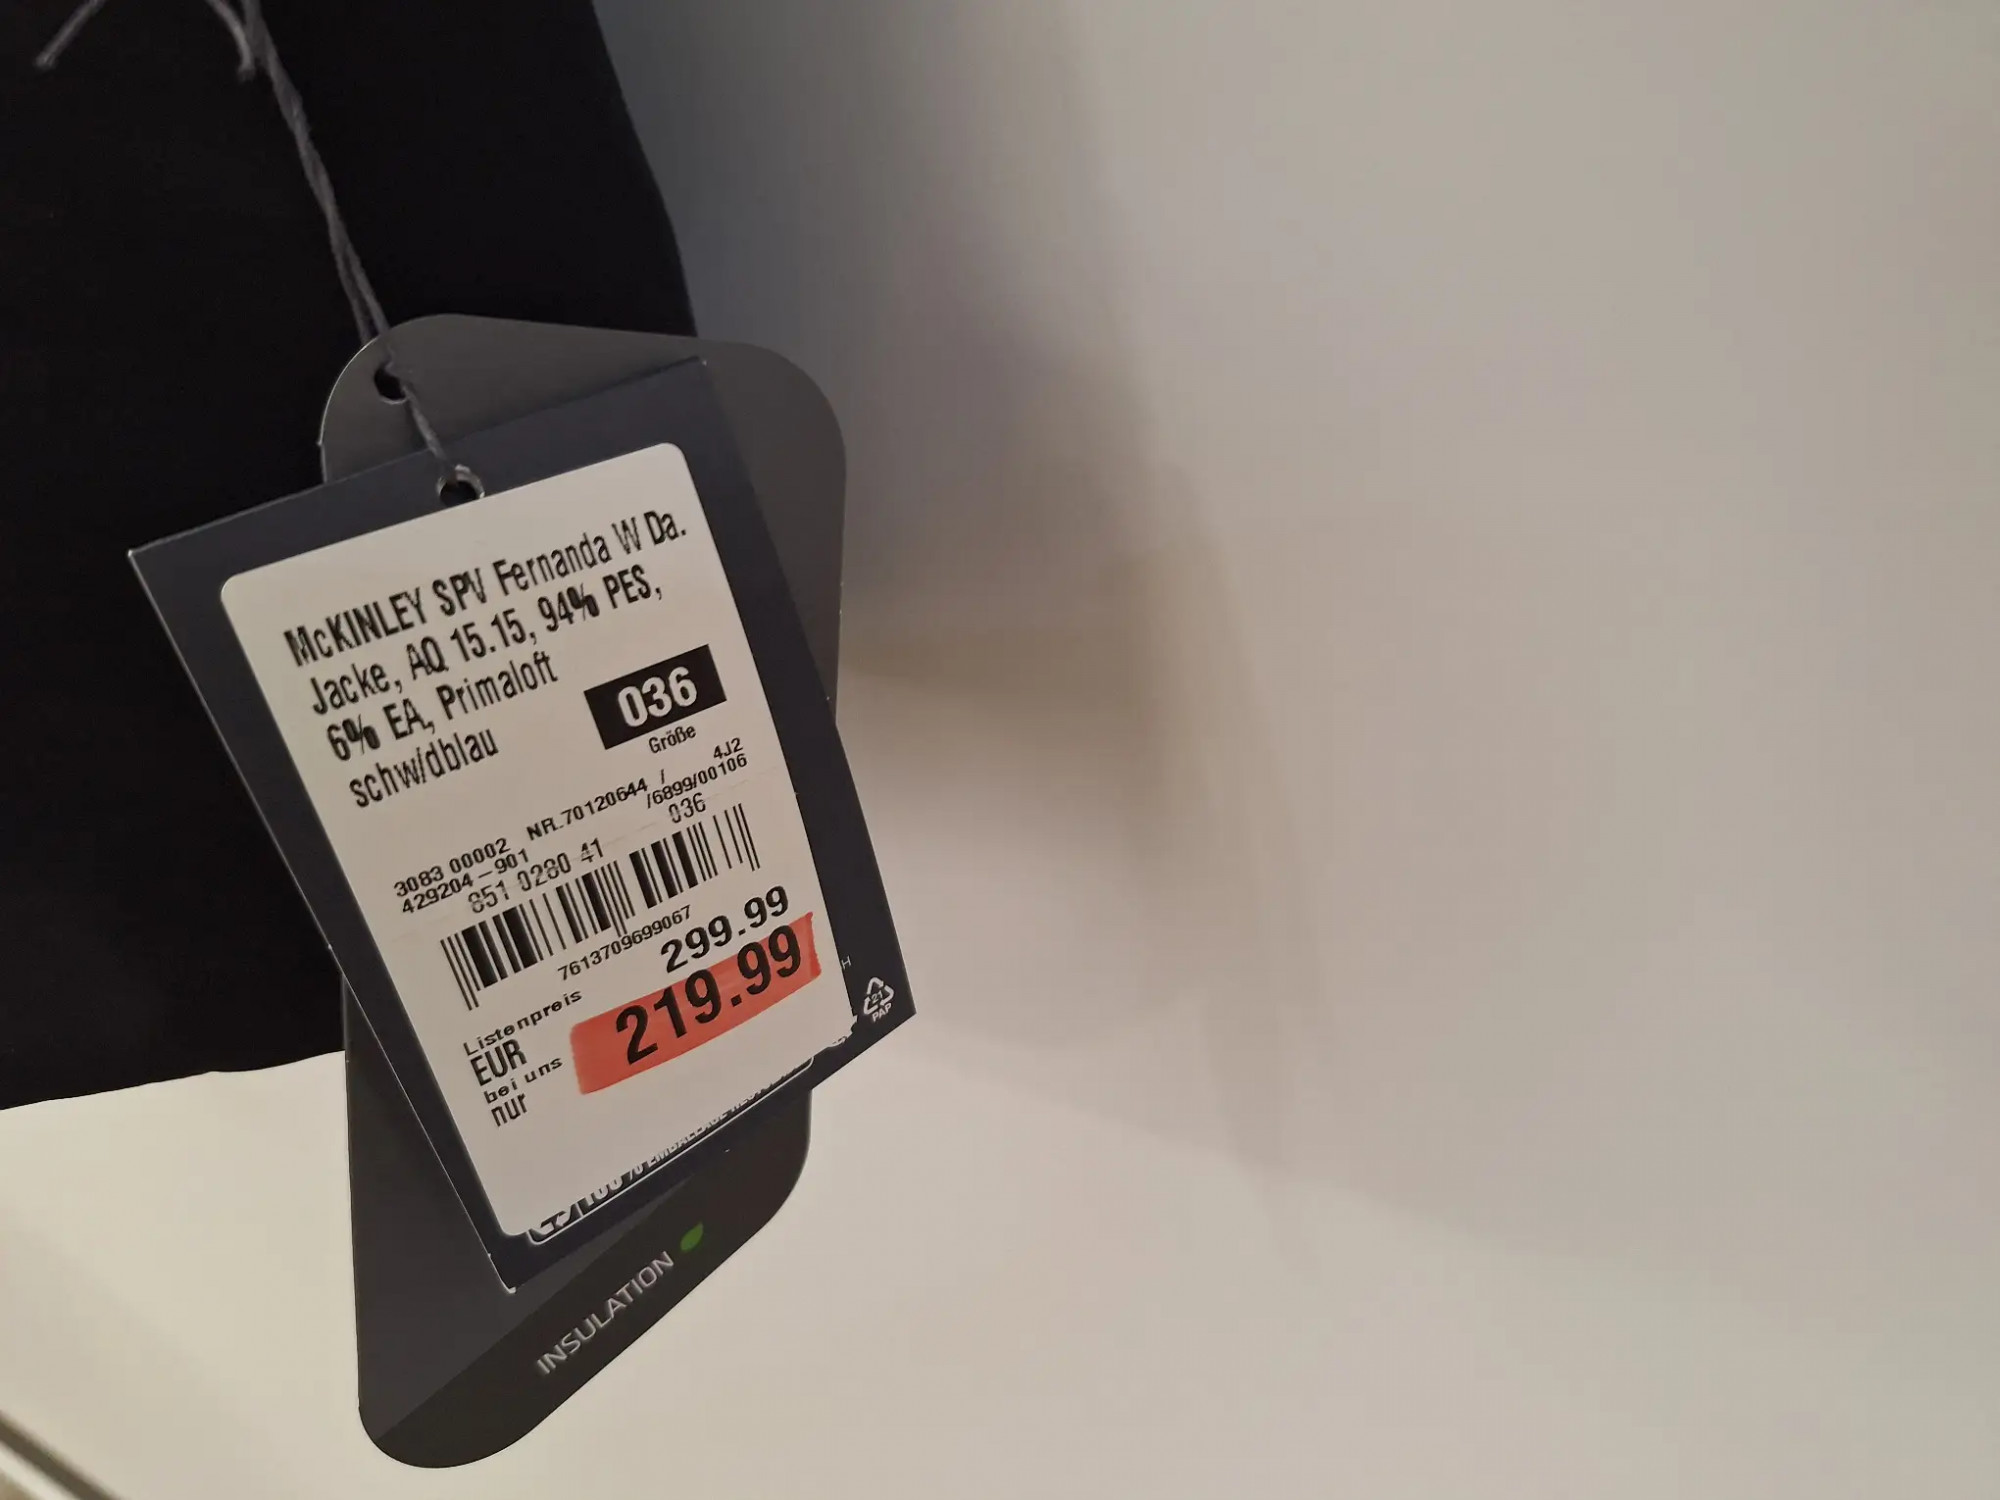 McKINLEY SPV Fernanda W Da.
Jacke, AQ 15.15, 94% PES,
6% EA, Primaloft
schw/dblau
036
Größe
3083 00002 NR.70120644 / 4J2
429204-901 /6899/00106
851 0280 41 036
7613709699067
Listenpreis 299.99
EUR
bei uns 219.99
nur
21
PAP
INSULATION